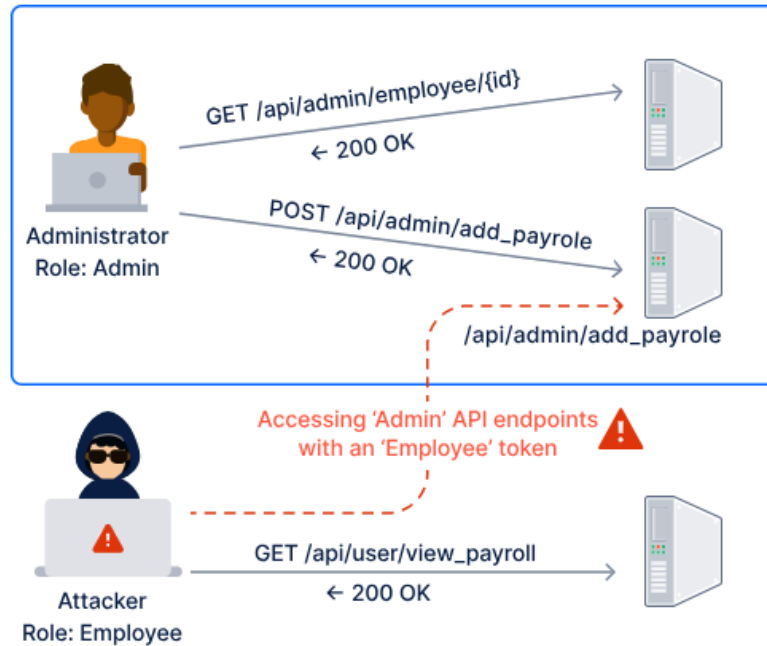 GET /api/admin/employee/{id}
← 200 OK
POST /api/admin/add_payrole
← 200 OK
Administrator
Role: Admin
/api/admin/add_payrole
Accessing ‘Admin’ API endpoints
with an ‘Employee’ token
GET /api/user/view_payroll
← 200 OK
Attacker
Role: Employee